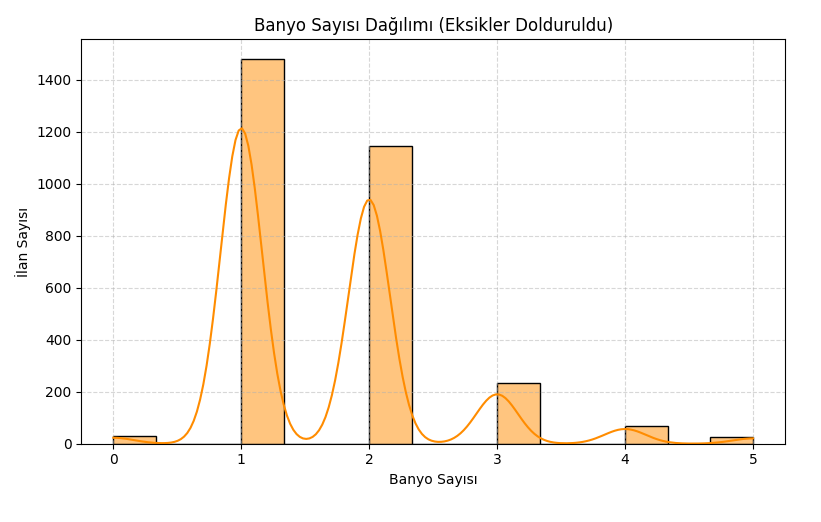 Banyo Sayısı Dağılımı (Eksikler Dolduruldu)
İlan Sayısı
1400
1200
1000
800
600
400
200
0
0 1 2 3 4 5
Banyo Sayısı